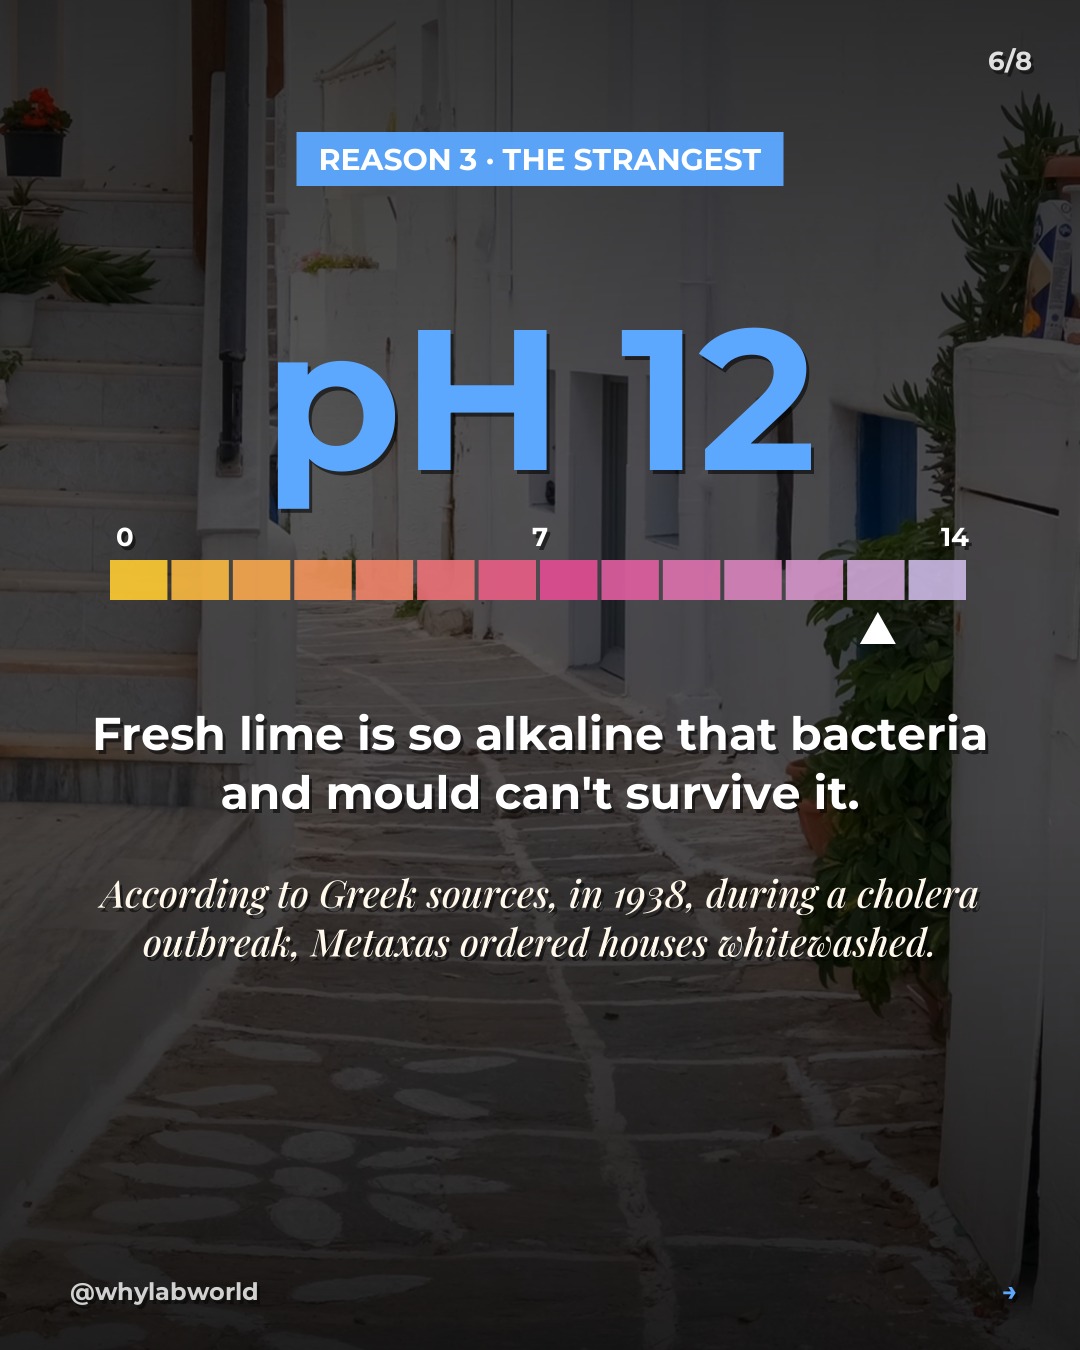 6/8
REASON 3 · THE STRANGEST
pH 12
0 7 14
Fresh lime is so alkaline that bacteria
and mould can't survive it.
According to Greek sources, in 1938, during a cholera
outbreak, Metaxas ordered houses whitewashed.
@whylabworld →